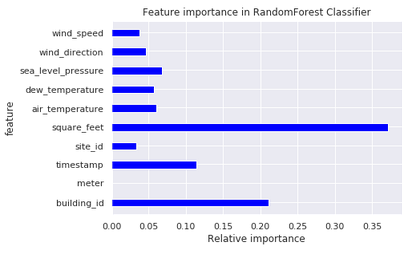 Feature importance in RandomForest Classifier
wind_speed
wind_direction
sea_level_pressure
dew_temperature
air_temperature
square_feet
site_id
timestamp
meter
building_id
feature
0.00 0.05 0.10 0.15 0.20 0.25 0.30 0.35
Relative importance